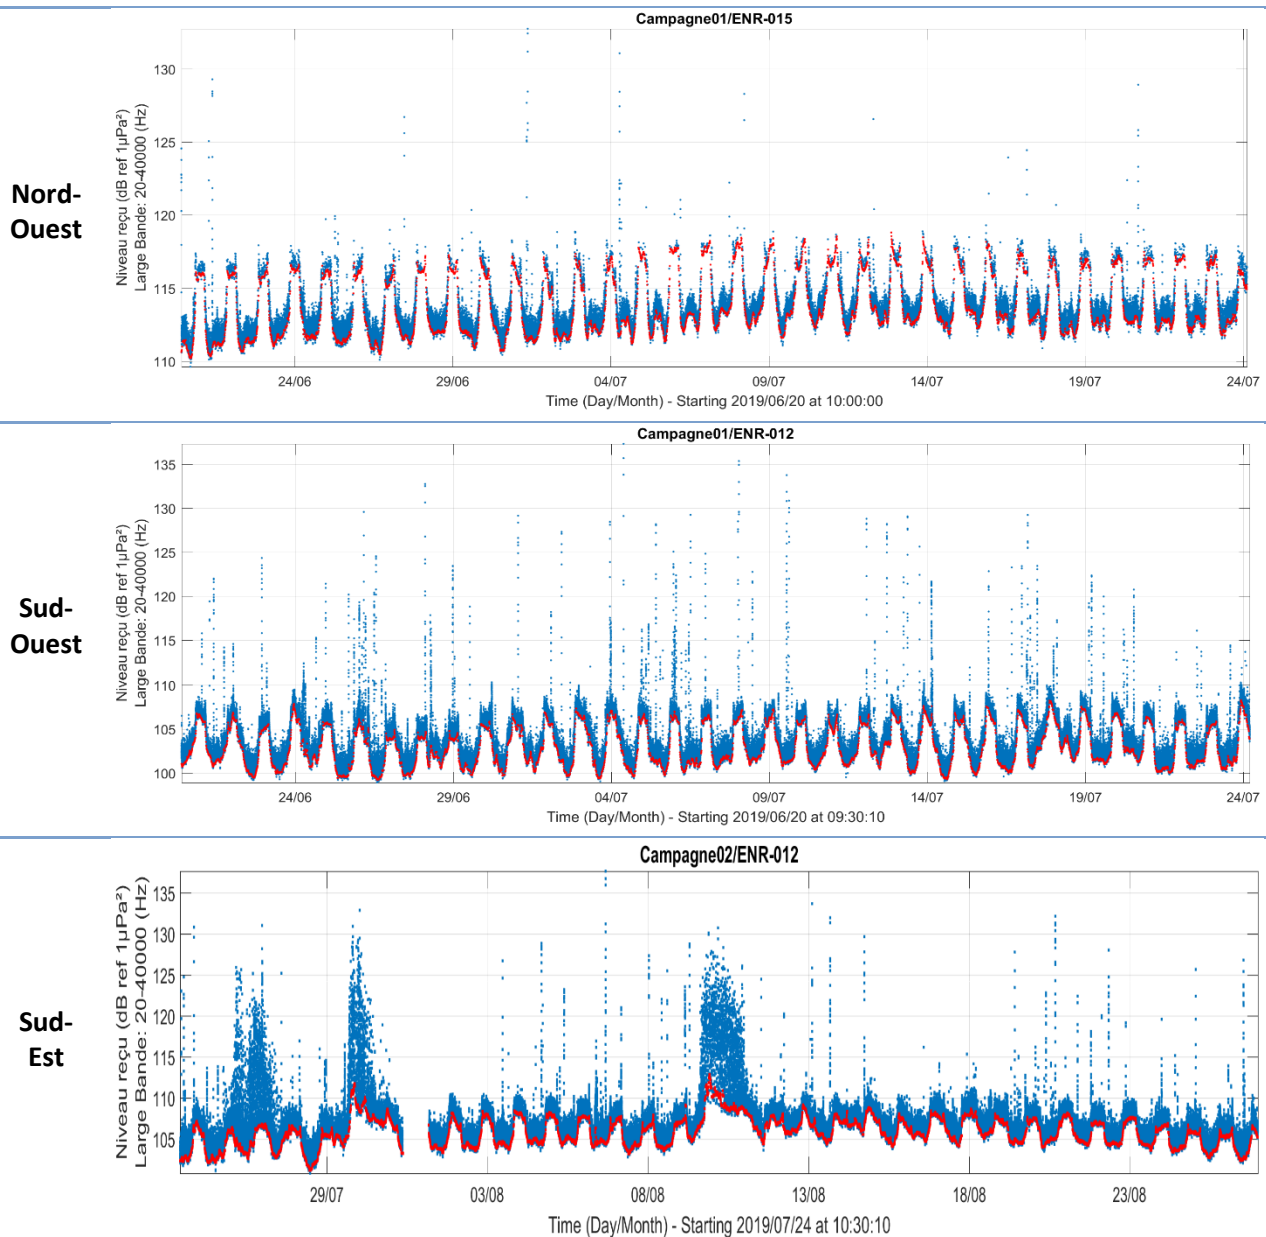 Campagne01/ENR-015
Nord-
Ouest
Niveau reçu (dB ref 1µPa²)
Large Bande: 20-40000 (Hz)
130
125
120
115
110
24/06 29/06 04/07 09/07 14/07 19/07 24/07
Time (Day/Month) - Starting 2019/06/20 at 10:00:00
Campagne01/ENR-012
Sud-
Ouest
Niveau reçu (dB ref 1µPa²)
Large Bande: 20-40000 (Hz)
135
130
125
120
115
110
105
100
24/06 29/06 04/07 09/07 14/07 19/07 24/07
Time (Day/Month) - Starting 2019/06/20 at 09:30:10
Campagne02/ENR-012
Sud-
Est
Niveau reçu (dB ref 1µPa²)
Large Bande: 20-40000 (Hz)
135
130
125
120
115
110
105
29/07 03/08 08/08 13/08 18/08 23/08
Time (Day/Month) - Starting 2019/07/24 at 10:30:10